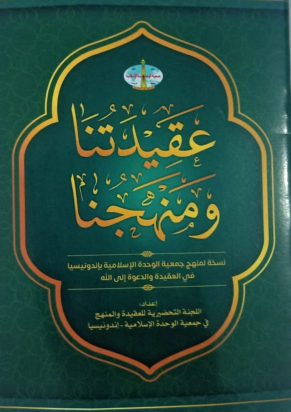 عقيدتنا
ومنهجنا
نسخة لمنهج جمعية الوحدة الإسلامية بإندونيسيا
في العقيدة والدعوة إلى الله
إعداد:
اللجنة التحضيرية للعقيدة والمنهج
في جمعية الوحدة الإسلامية - إندونيسيا